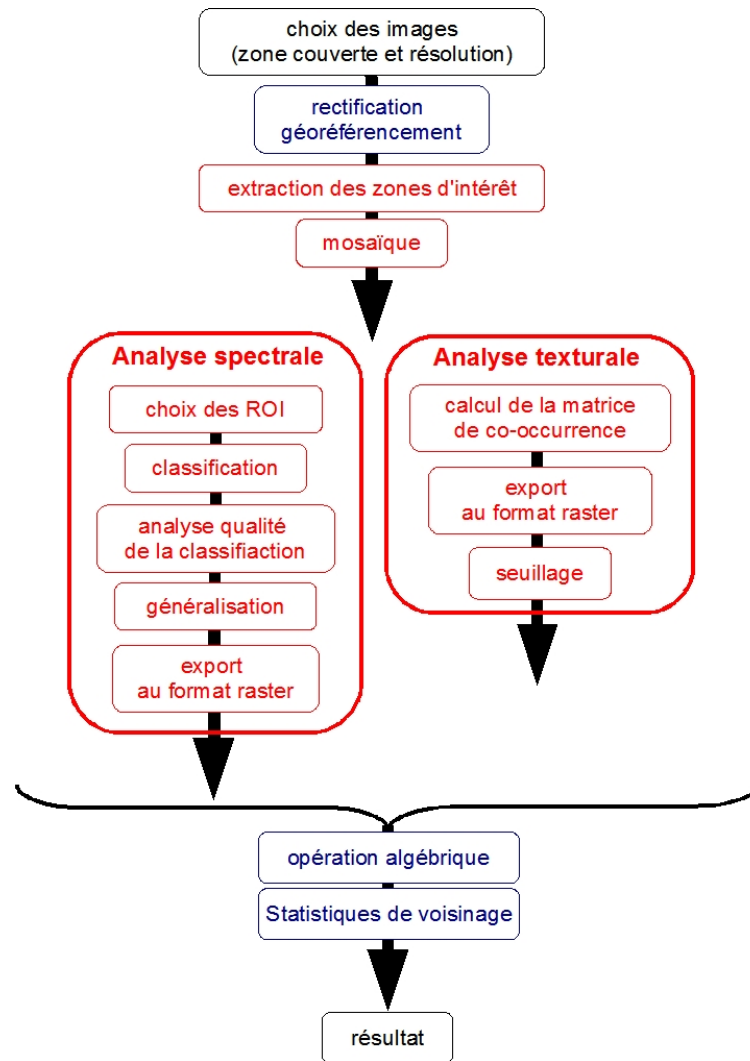 choix des images
(zone couverte et résolution)
rectification
géoréférencement
extraction des zones d'intérêt
mosaïque
Analyse spectrale
choix des ROI
classification
analyse qualité
de la classifiaction
généralisation
export
au format raster
Analyse texturale
calcul de la matrice
de co-occurrence
export
au format raster
seuillage
opération algébrique
Statistiques de voisinage
résultat